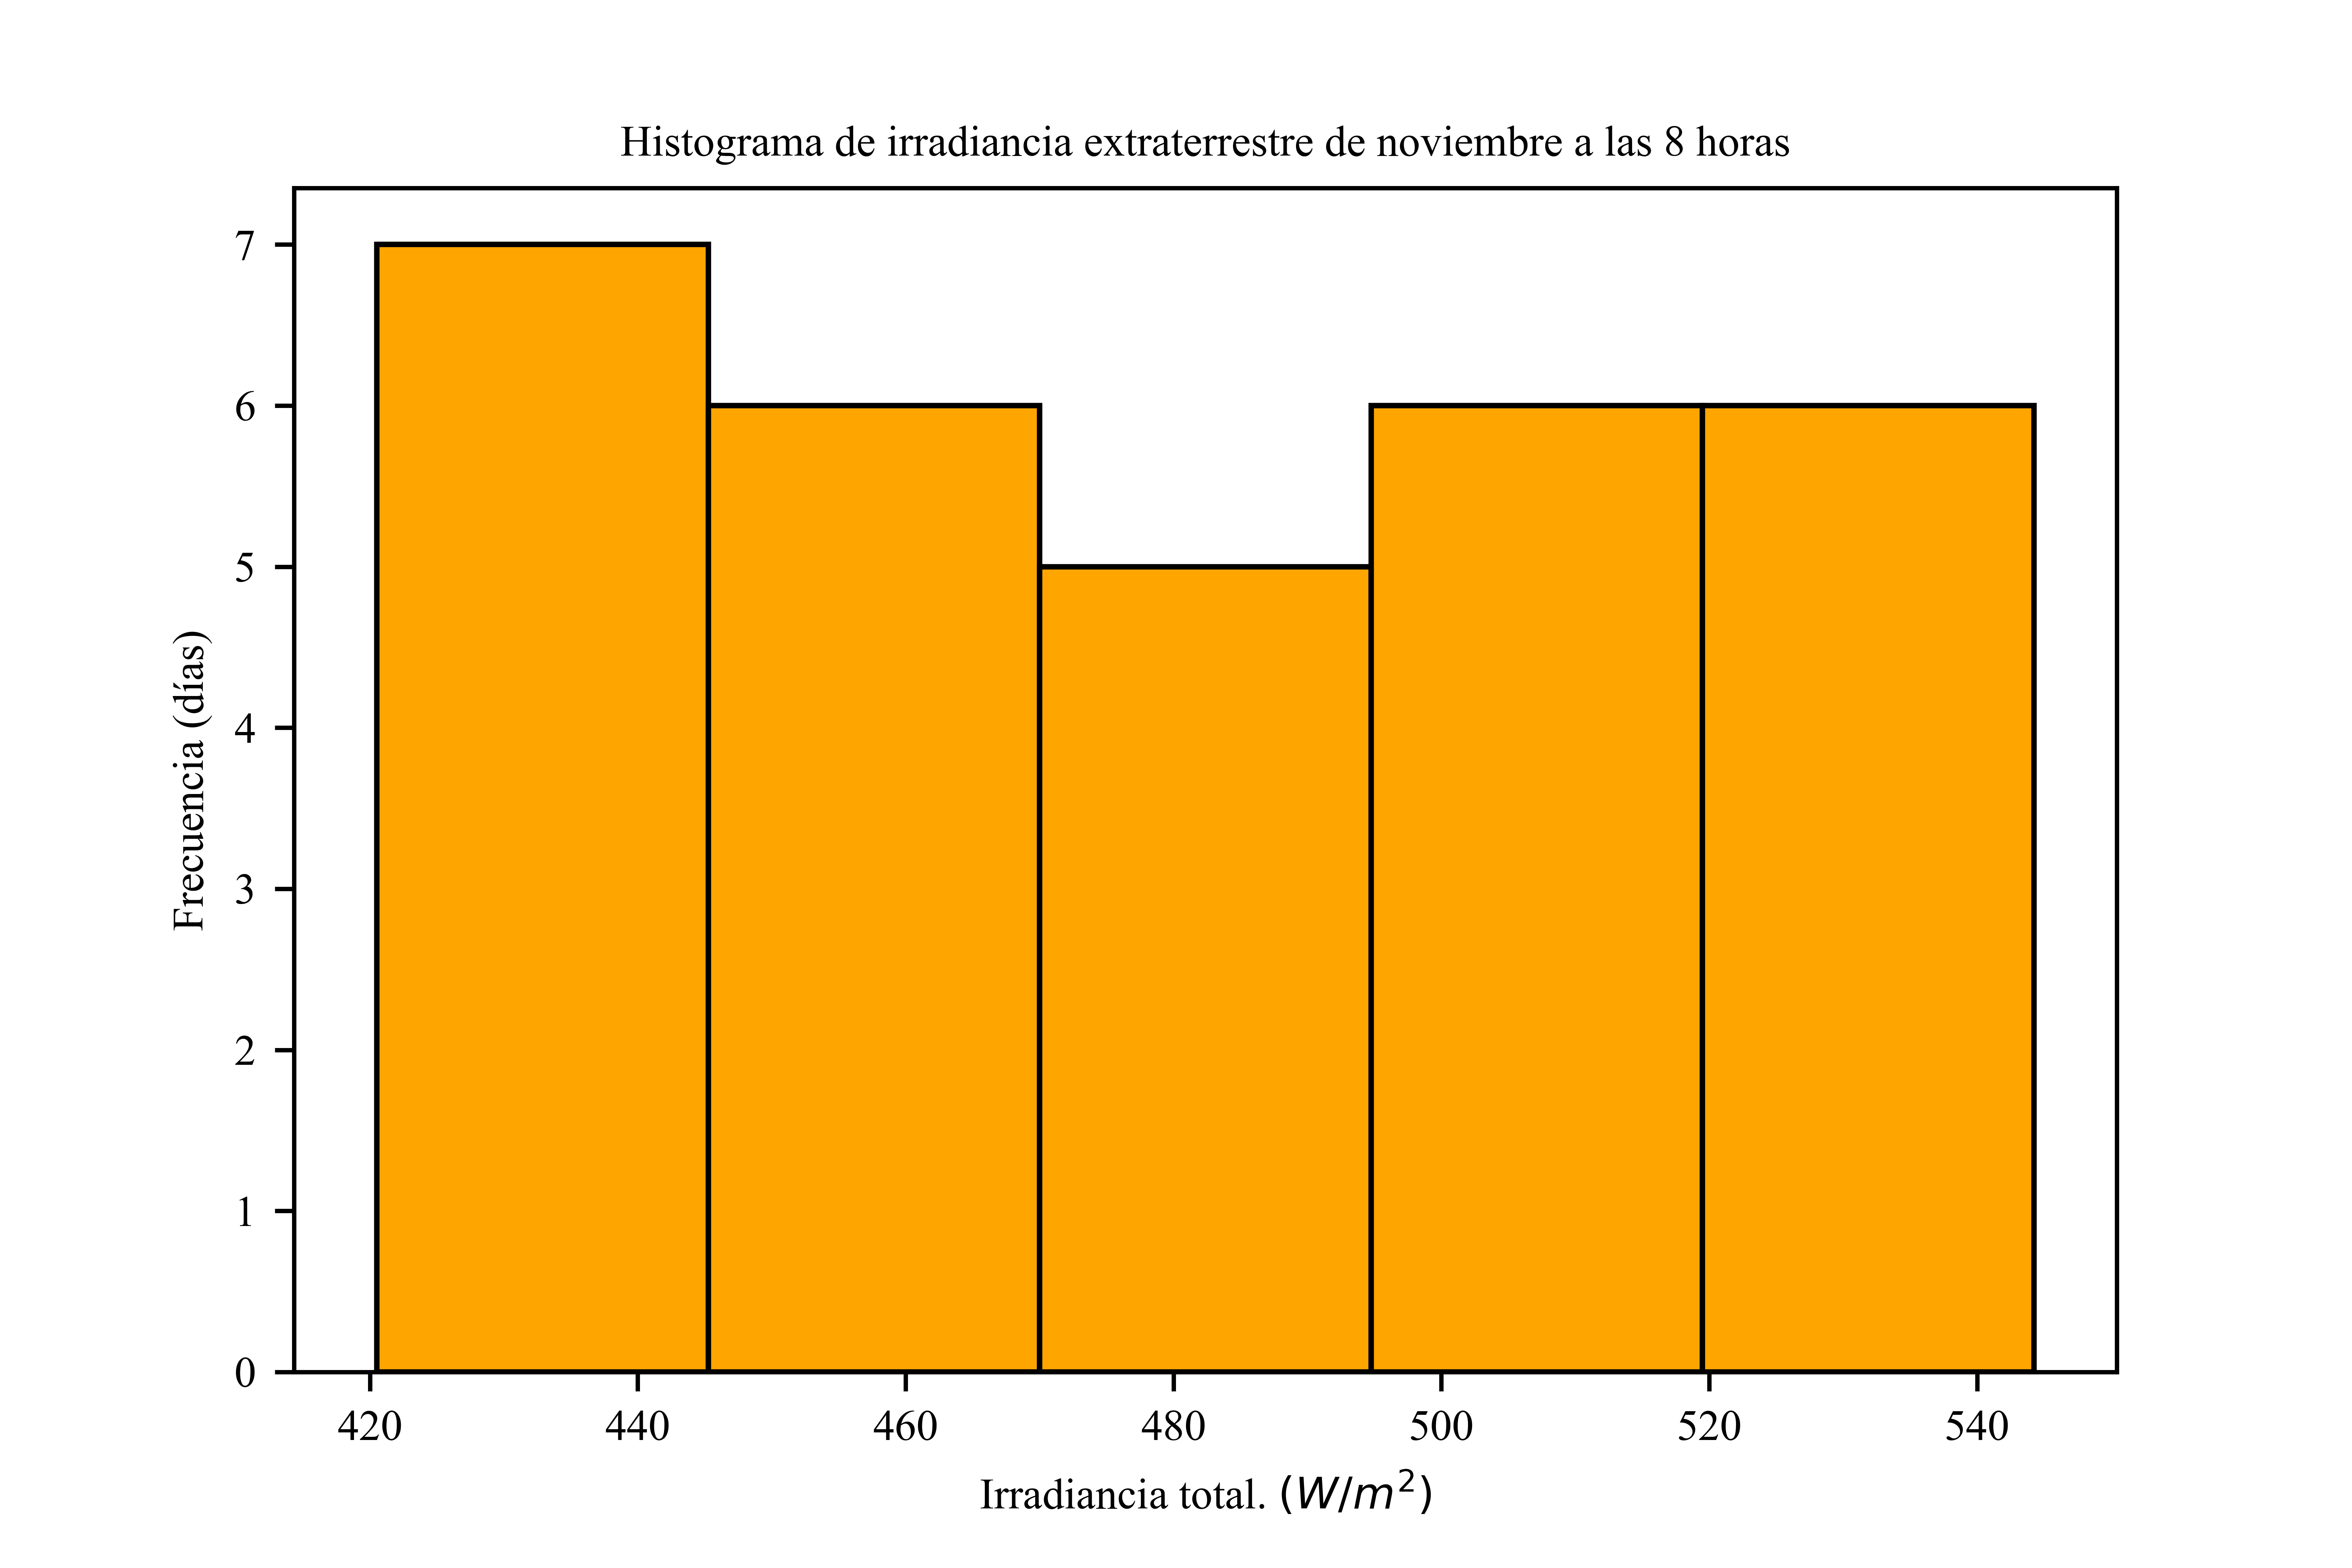 Histograma de irradiancia extraterrestre de noviembre a las 8 horas
7
6
5
4
3
2
1
0
Frecuencia (días)
420 440 460 480 500 520 540
Irradiancia total. (W/m²)